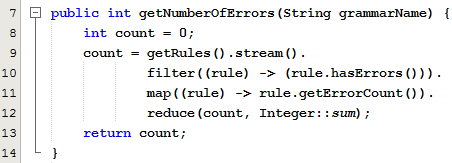 7 public int getNumberOfErrors(String grammarName) {
8 int count = 0;
9 count = getRules().stream().
10 filter((rule) -> (rule.hasErrors())).
11 map((rule) -> rule.getErrorCount()).
12 reduce(count, Integer::sum);
13 return count;
14 }